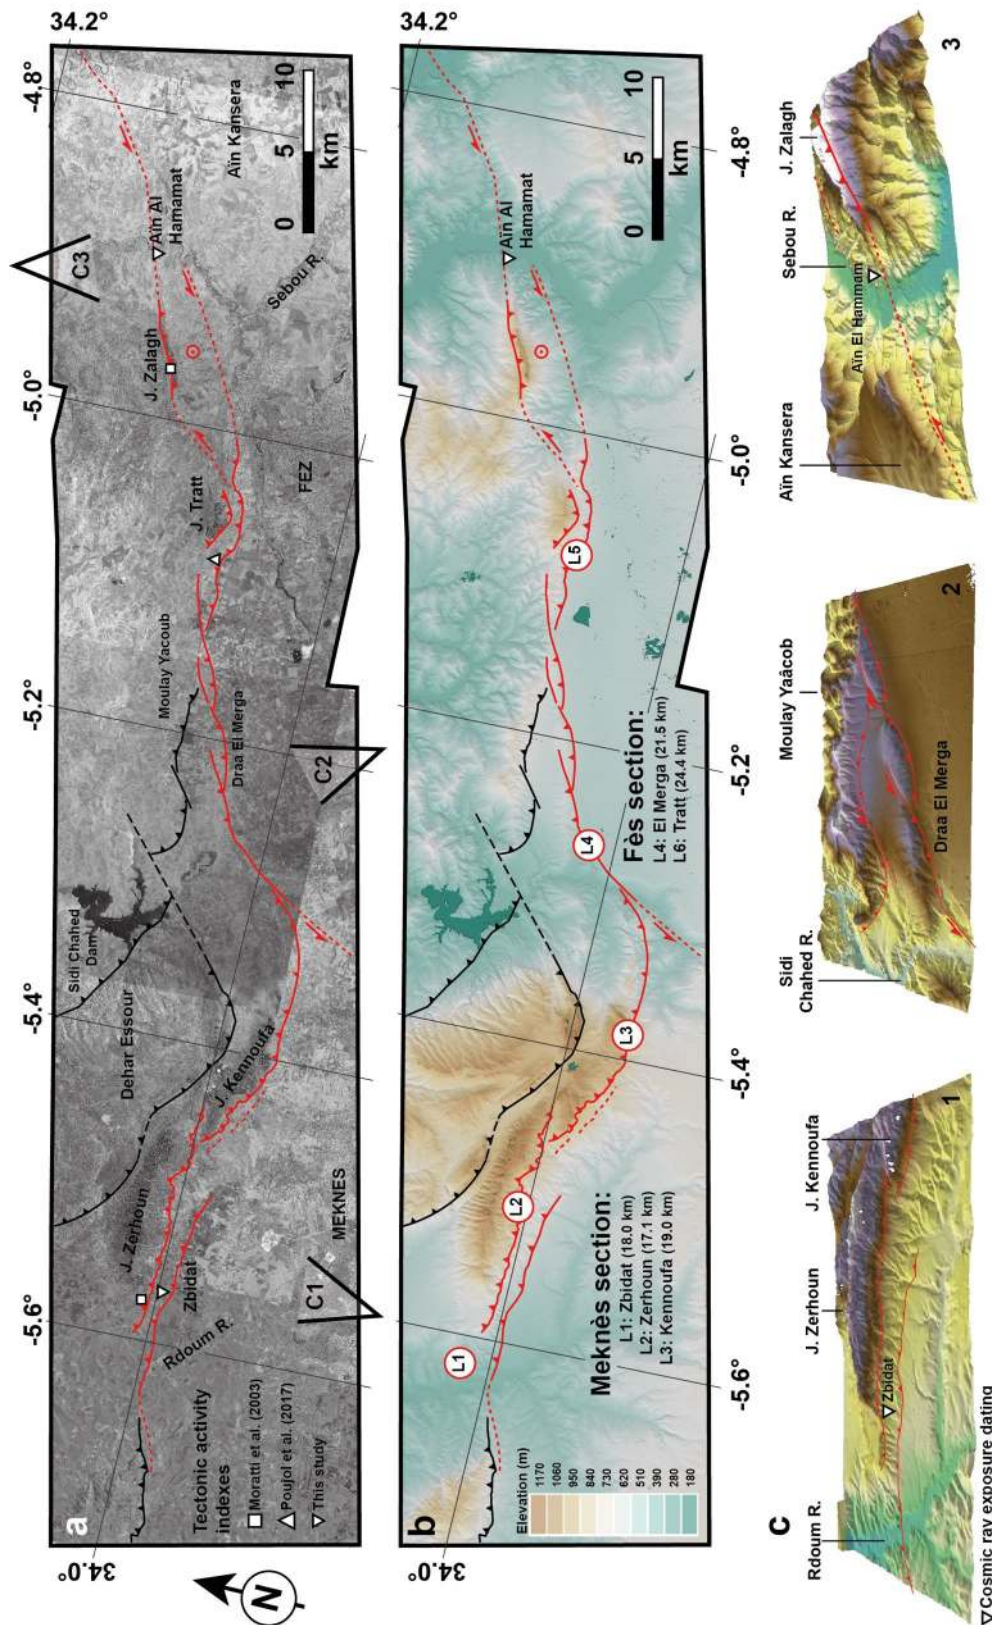 a
34.2°
34.0°
-5.6°
-5.4°
-5.2°
-5.0°
-4.8°
Rdoum R.
Zbidat
J. Zerhoun
MEKNES
C1
Dehar Essour
J. Kennoufa
Sidi Chahed
Dam
Moulay Yacoub
Draa El Merga
C2
J. Tratt
FEZ
J. Zalagh
C3
Aïn Al
Hamamat
Sebou R.
Aïn Kansera
0 5 10
km
Tectonic activity
indexes
Moratti et al. (2003)
Poujol et al. (2017)
This study
N
b
34.2°
34.0°
L1
L2
L3
L4
L5
Aïn Al
Hamamat
0 5 10
km
Elevation (m)
1170
1060
950
840
730
620
510
390
280
180
Meknès section:
L1: Zbidat (18.0 km)
L2: Zerhoun (17.1 km)
L3: Kennoufa (19.0 km)
Fès section:
L4: El Merga (21.5 km)
L6: Tratt (24.4 km)
-5.6°
-5.4°
-5.2°
-5.0°
-4.8°
c
Rdoum R.
J. Zerhoun
J. Kennoufa
Zbidat
1
Sidi
Chahed R.
Moulay Yaâcob
Draa El Merga
2
Aïn Kansera
Sebou R.
J. Zalagh
Aïn El Hammam
3
Cosmic ray exposure dating